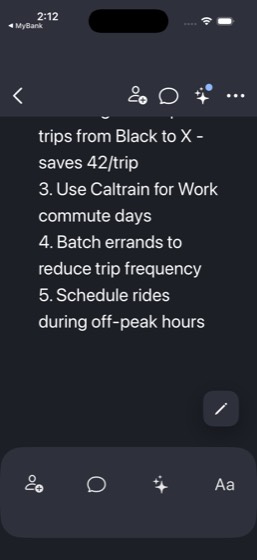 2:12
◀ MyBank
trips from Black to X -
saves 42/trip
3. Use Caltrain for Work
commute days
4. Batch errands to
reduce trip frequency
5. Schedule rides
during off-peak hours
Aa